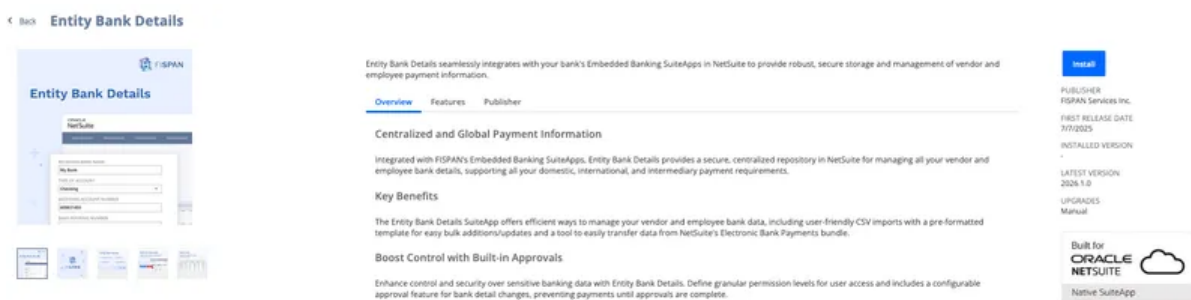 Back
Entity Bank Details
FISPAN
Entity Bank Details
ORACLE
NetSuite
My Bank
Checking
Entity Bank Details seamlessly integrates with your bank's Embedded Banking SuiteApps in NetSuite to provide robust, secure storage and management of vendor and
employee payment information.
Overview Features Publisher
Centralized and Global Payment Information
Integrated with FISPAN's Embedded Banking SuiteApps, Entity Bank Details provides a secure, centralized repository in NetSuite for managing all your vendor and
employee bank details, supporting all your domestic, international, and intermediary payment requirements.
Key Benefits
The Entity Bank Details SuiteApp offers efficient ways to manage your vendor and employee bank data, including user-friendly CSV imports with a pre-formatted
template for easy bulk additions/updates and a tool to easily transfer data from NetSuite's Electronic Bank Payments bundle.
Boost Control with Built-in Approvals
Enhance control and security over sensitive banking data with Entity Bank Details. Define granular permission levels for user access and includes a configurable
approval feature for bank detail changes, preventing payments until approvals are complete.
Install
PUBLISHER
FISPAN Services Inc.
FIRST RELEASE DATE
7/7/2025
INSTALLED VERSION
-
LATEST VERSION
2026.1.0
UPGRADES
Manual
Built for
ORACLE
NETSUITE
Native SuiteApp